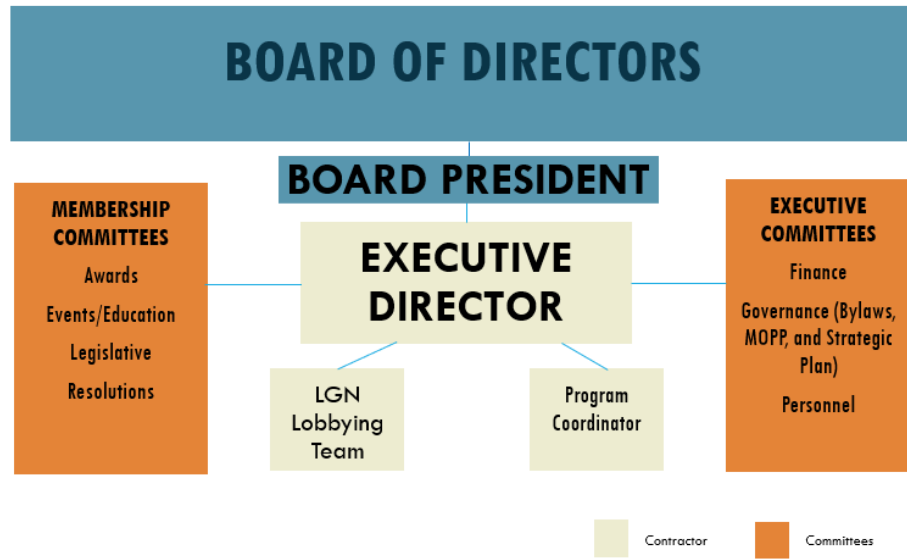 BOARD OF DIRECTORS
BOARD PRESIDENT
MEMBERSHIP
COMMITTEES
Awards
Events/Education
Legislative
Resolutions
EXECUTIVE
DIRECTOR
EXECUTIVE
COMMITTEES
Finance
Governance (Bylaws,
MOPP, and Strategic
Plan)
Personnel
LGN
Lobbying
Team
Program
Coordinator
Contractor
Committees